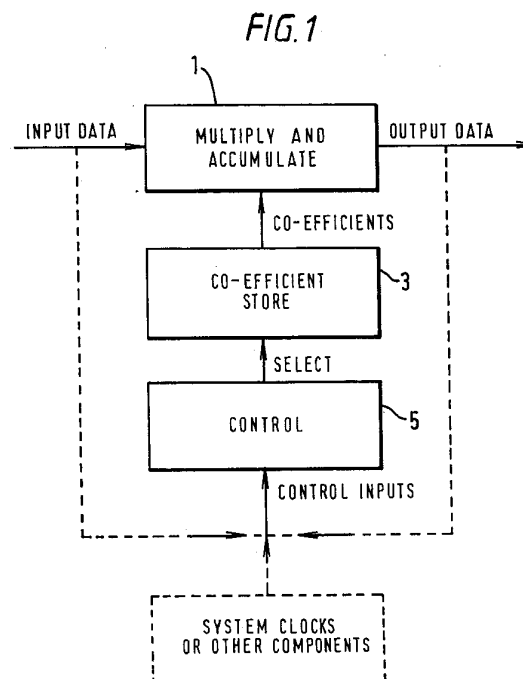 FIG.1
1
INPUT DATA
MULTIPLY AND
ACCUMULATE
OUTPUT DATA
CO-EFFICIENTS
CO-EFFICIENT
STORE
3
SELECT
CONTROL
5
CONTROL INPUTS
SYSTEM CLOCKS
OR OTHER COMPONENTS